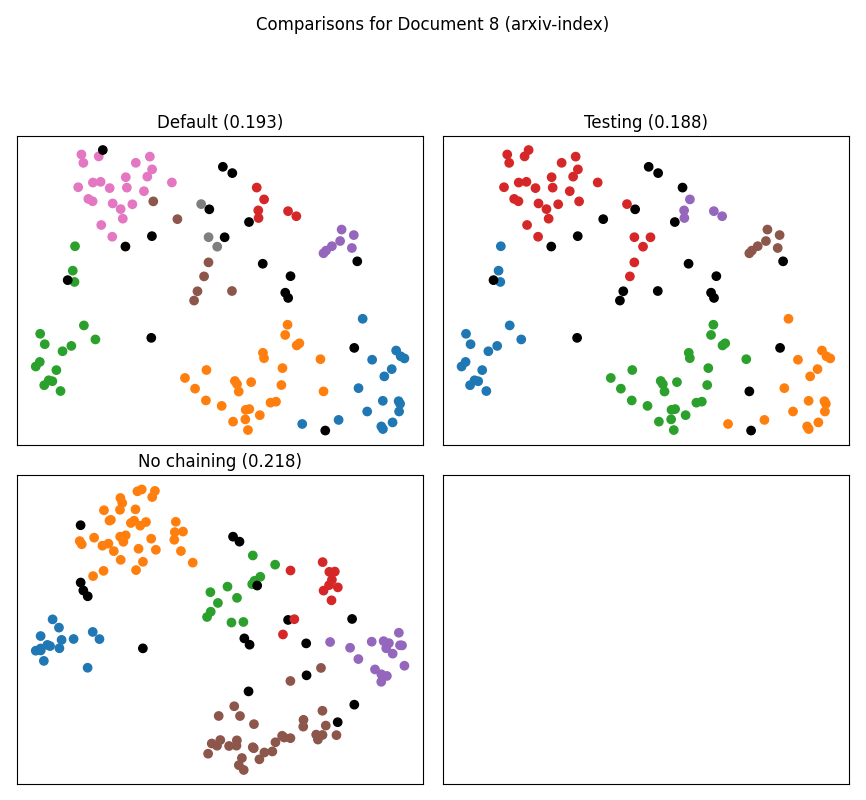 Comparisons for Document 8 (arxiv-index)
Default (0.193)
Testing (0.188)
No chaining (0.218)